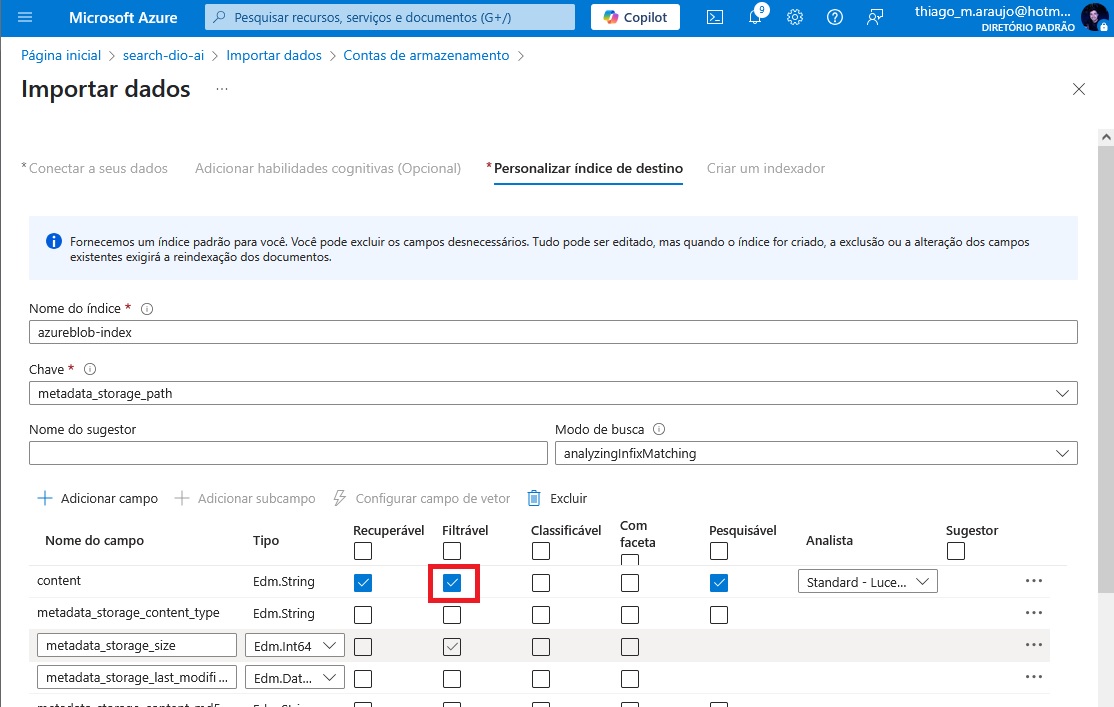 Microsoft Azure
Pesquisar recursos, serviços e documentos (G+/)
Copilot
9
thiago_m.araujo@hotm...
DIRETÓRIO PADRÃO
Página inicial > search-dio-ai > Importar dados > Contas de armazenamento >
Importar dados ...
* Conectar a seus dados
Adicionar habilidades cognitivas (Opcional)
* Personalizar índice de destino
Criar um indexador
Fornecemos um índice padrão para você. Você pode excluir os campos desnecessários. Tudo pode ser editado, mas quando o índice for criado, a exclusão ou a alteração dos campos
existentes exigirá a reindexação dos documentos.
Nome do índice *
azureblob-index
Chave *
metadata_storage_path
Nome do sugestor
Modo de busca
analyzingInfixMatching
Adicionar campo
Adicionar subcampo
Configurar campo de vetor
Excluir
Nome do campo
Tipo
Recuperável
Filtrável
Classificável
Com
faceta
Pesquisável
Analista
Sugestor
content
Edm.String
Standard - Luce...
metadata_storage_content_type
Edm.String
metadata_storage_size
Edm.Int64
metadata_storage_last_modifi ...
Edm.Dat...